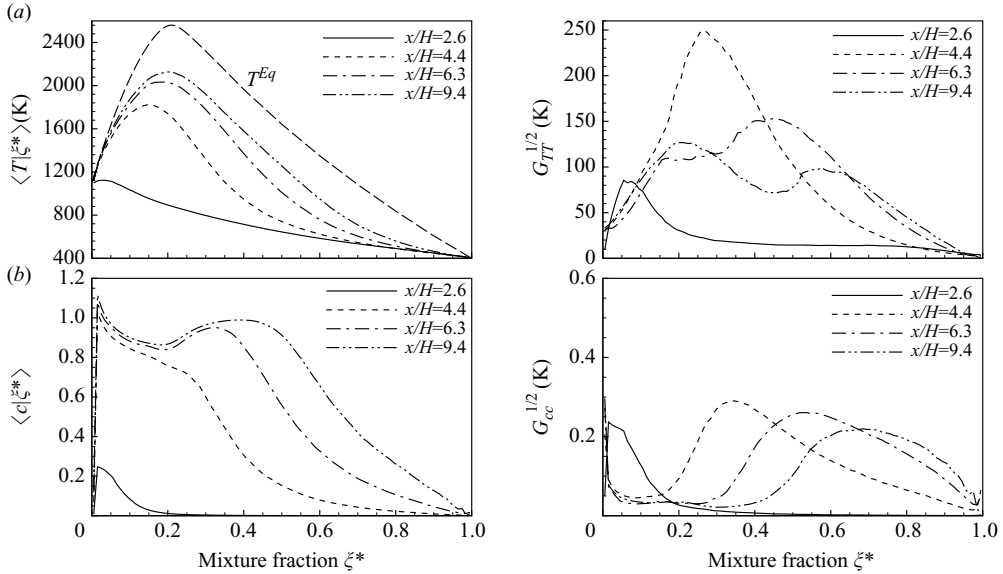 (a)
2600
2400
2000
1600
1200
800
400
⟨T|ξ*⟩(K)
T^Eq
x/H=2.6
x/H=4.4
x/H=6.3
x/H=9.4
250
200
150
100
50
0
G_TT^1/2 (K)
x/H=2.6
x/H=4.4
x/H=6.3
x/H=9.4
(b)
1.2
1.0
0.8
0.6
0.4
0.2
⟨c|ξ*⟩
x/H=2.6
x/H=4.4
x/H=6.3
x/H=9.4
0 0.2 0.4 0.6 0.8 1.0
Mixture fraction ξ*
0.6
0.4
0.2
G_cc^1/2 (K)
x/H=2.6
x/H=4.4
x/H=6.3
x/H=9.4
0 0.2 0.4 0.6 0.8 1.0
Mixture fraction ξ*